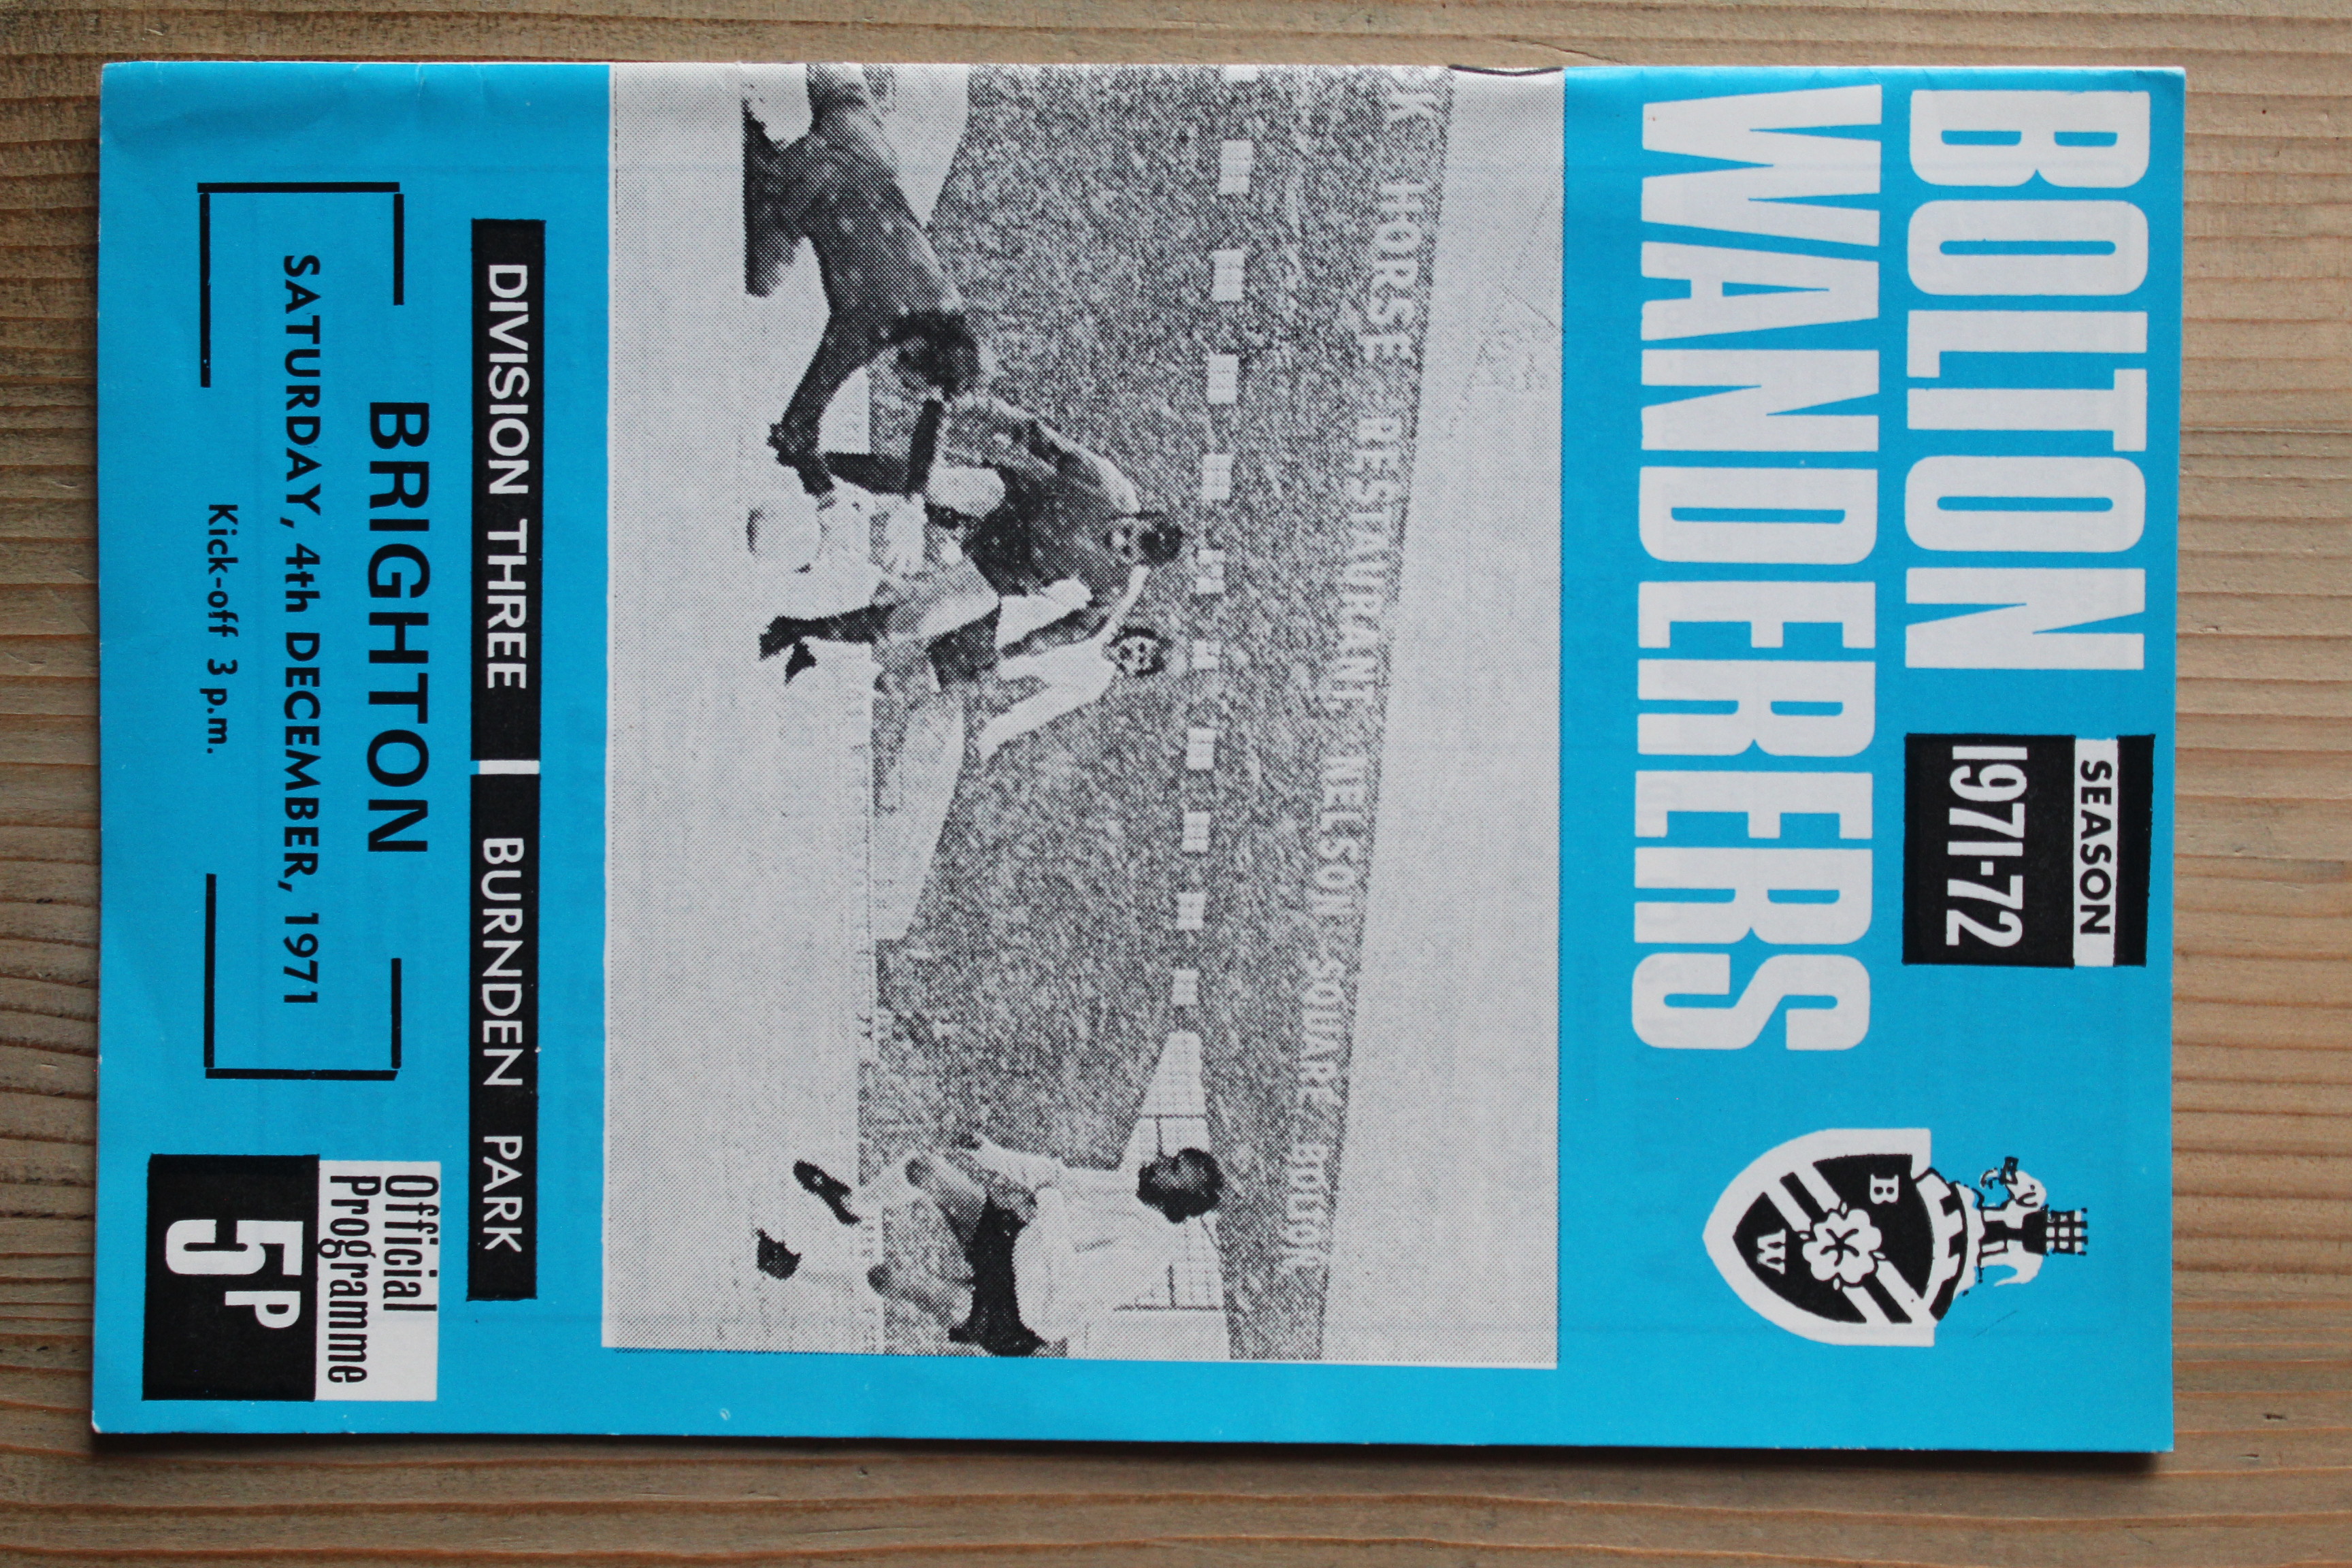 BOLTON
WANDERERS
SEASON
1971-72
B
W
K HORSE RESTAURANT, NELSON SQUARE, BOLTON
DIVISION THREE
BURNDEN PARK
BRIGHTON
SATURDAY, 4th DECEMBER, 1971
Kick-off 3 p.m.
Official
Programme
5P